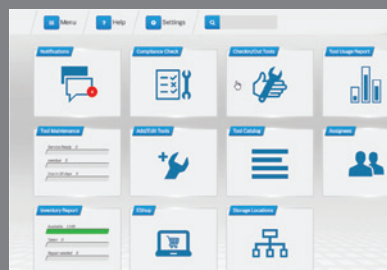 Menu
Help
Settings
Notifications
Compliance Check
Checkin/Out Tools
Tool Usage Report
Tool Maintenance
Add/Edit Tools
Tool Catalog
Assignees
Inventory Report
EShop
Storage Locations